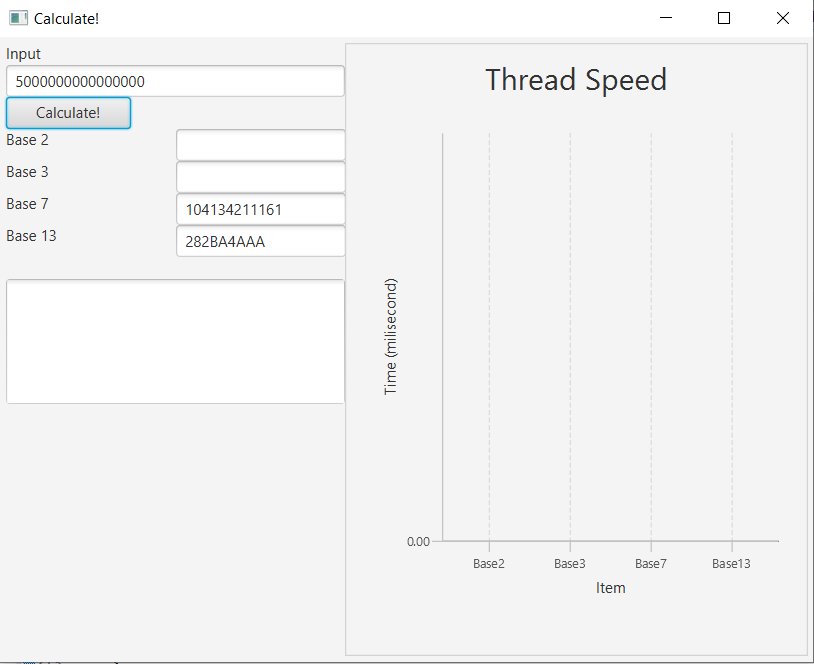 Calculate!
Input
5000000000000000
Calculate!
Base 2
Base 3
Base 7
104134211161
Base 13
282BA4AAA
Thread Speed
Time (milisecond)
0.00
Base2
Base3
Base7
Base13
Item